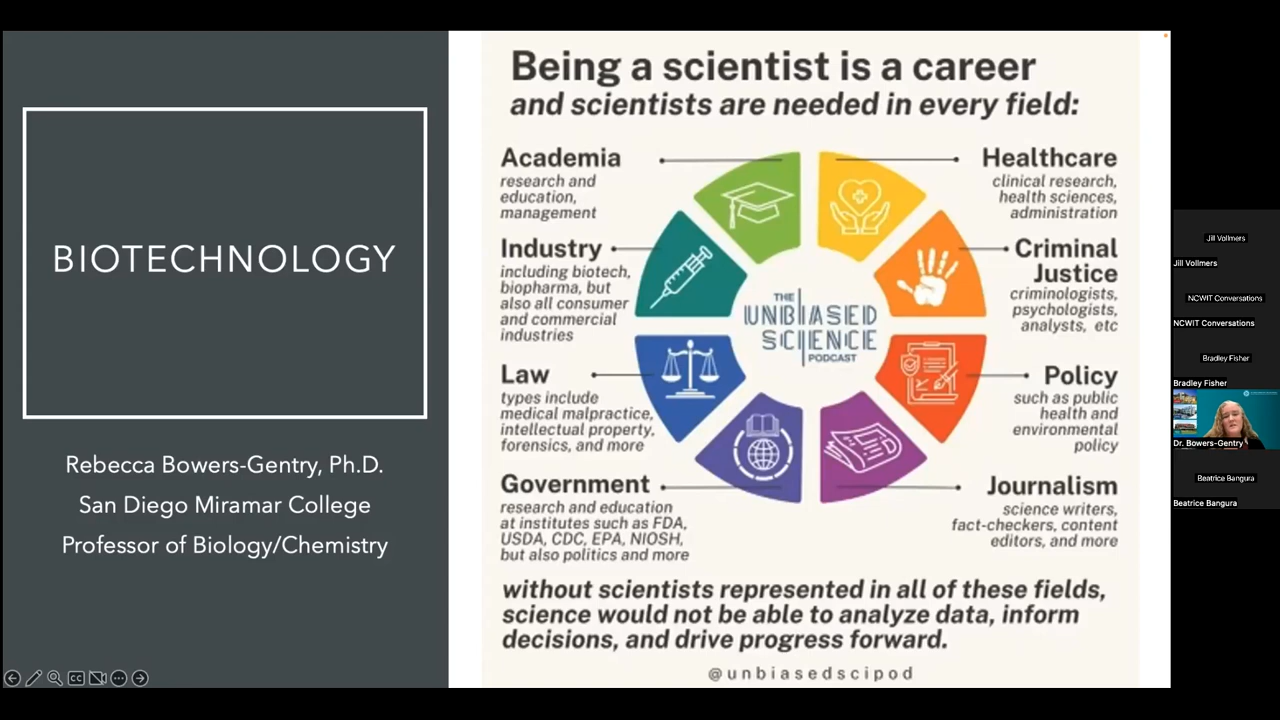 BIOTECHNOLOGY
Rebecca Bowers-Gentry, Ph.D.
San Diego Miramar College
Professor of Biology/Chemistry
CC
Being a scientist is a career
and scientists are needed in every field:
Academia
research and
education,
management
Industry
including biotech,
biopharma, but
also all consumer
and commercial
industries
Law
types include
medical malpractice,
intellectual property,
forensics, and more
Government
research and education
at institutes such as FDA,
USDA, CDC, EPA, NIOSH,
but also politics and more
THE
UNBIASED
SCIENCE
PODCAST
Healthcare
clinical research,
health sciences,
administration
Criminal
Justice
criminologists,
psychologists,
analysts, etc
Policy
such as public
health and
environmental
policy
Journalism
science writers,
fact-checkers, content
editors, and more
without scientists represented in all of these fields,
science would not be able to analyze data, inform
decisions, and drive progress forward.
@unbiasedscipod
Jill Vollmers
Jill Vollmers
NCWIT Conversations
NCWIT Conversations
Bradley Fisher
Bradley Fisher
Dr. Bowers-Gentry
Beatrice Bangura
Beatrice Bangura